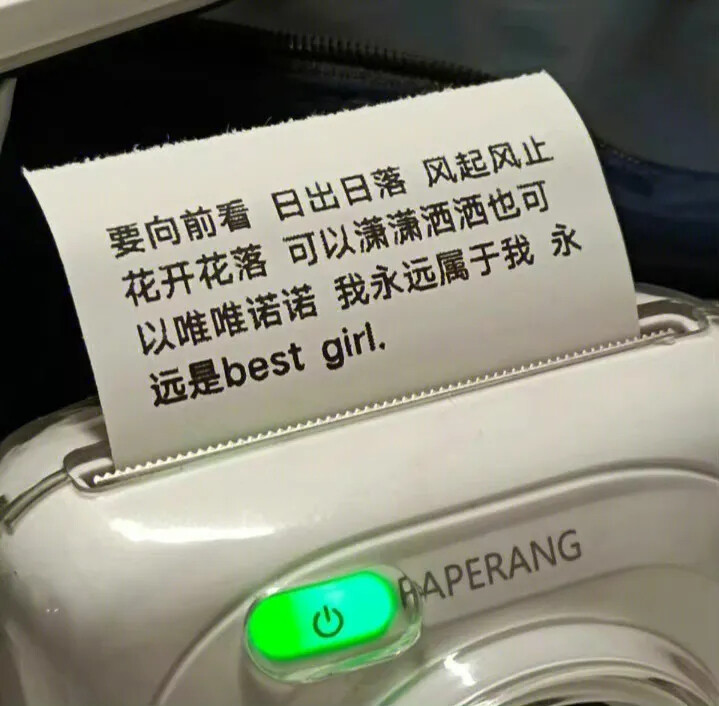 要向前看 日出日落 风起风止
花开花落 可以潇潇洒洒也可
以唯唯诺诺 我永远属于我 永
远是best girl.
PAPERANG